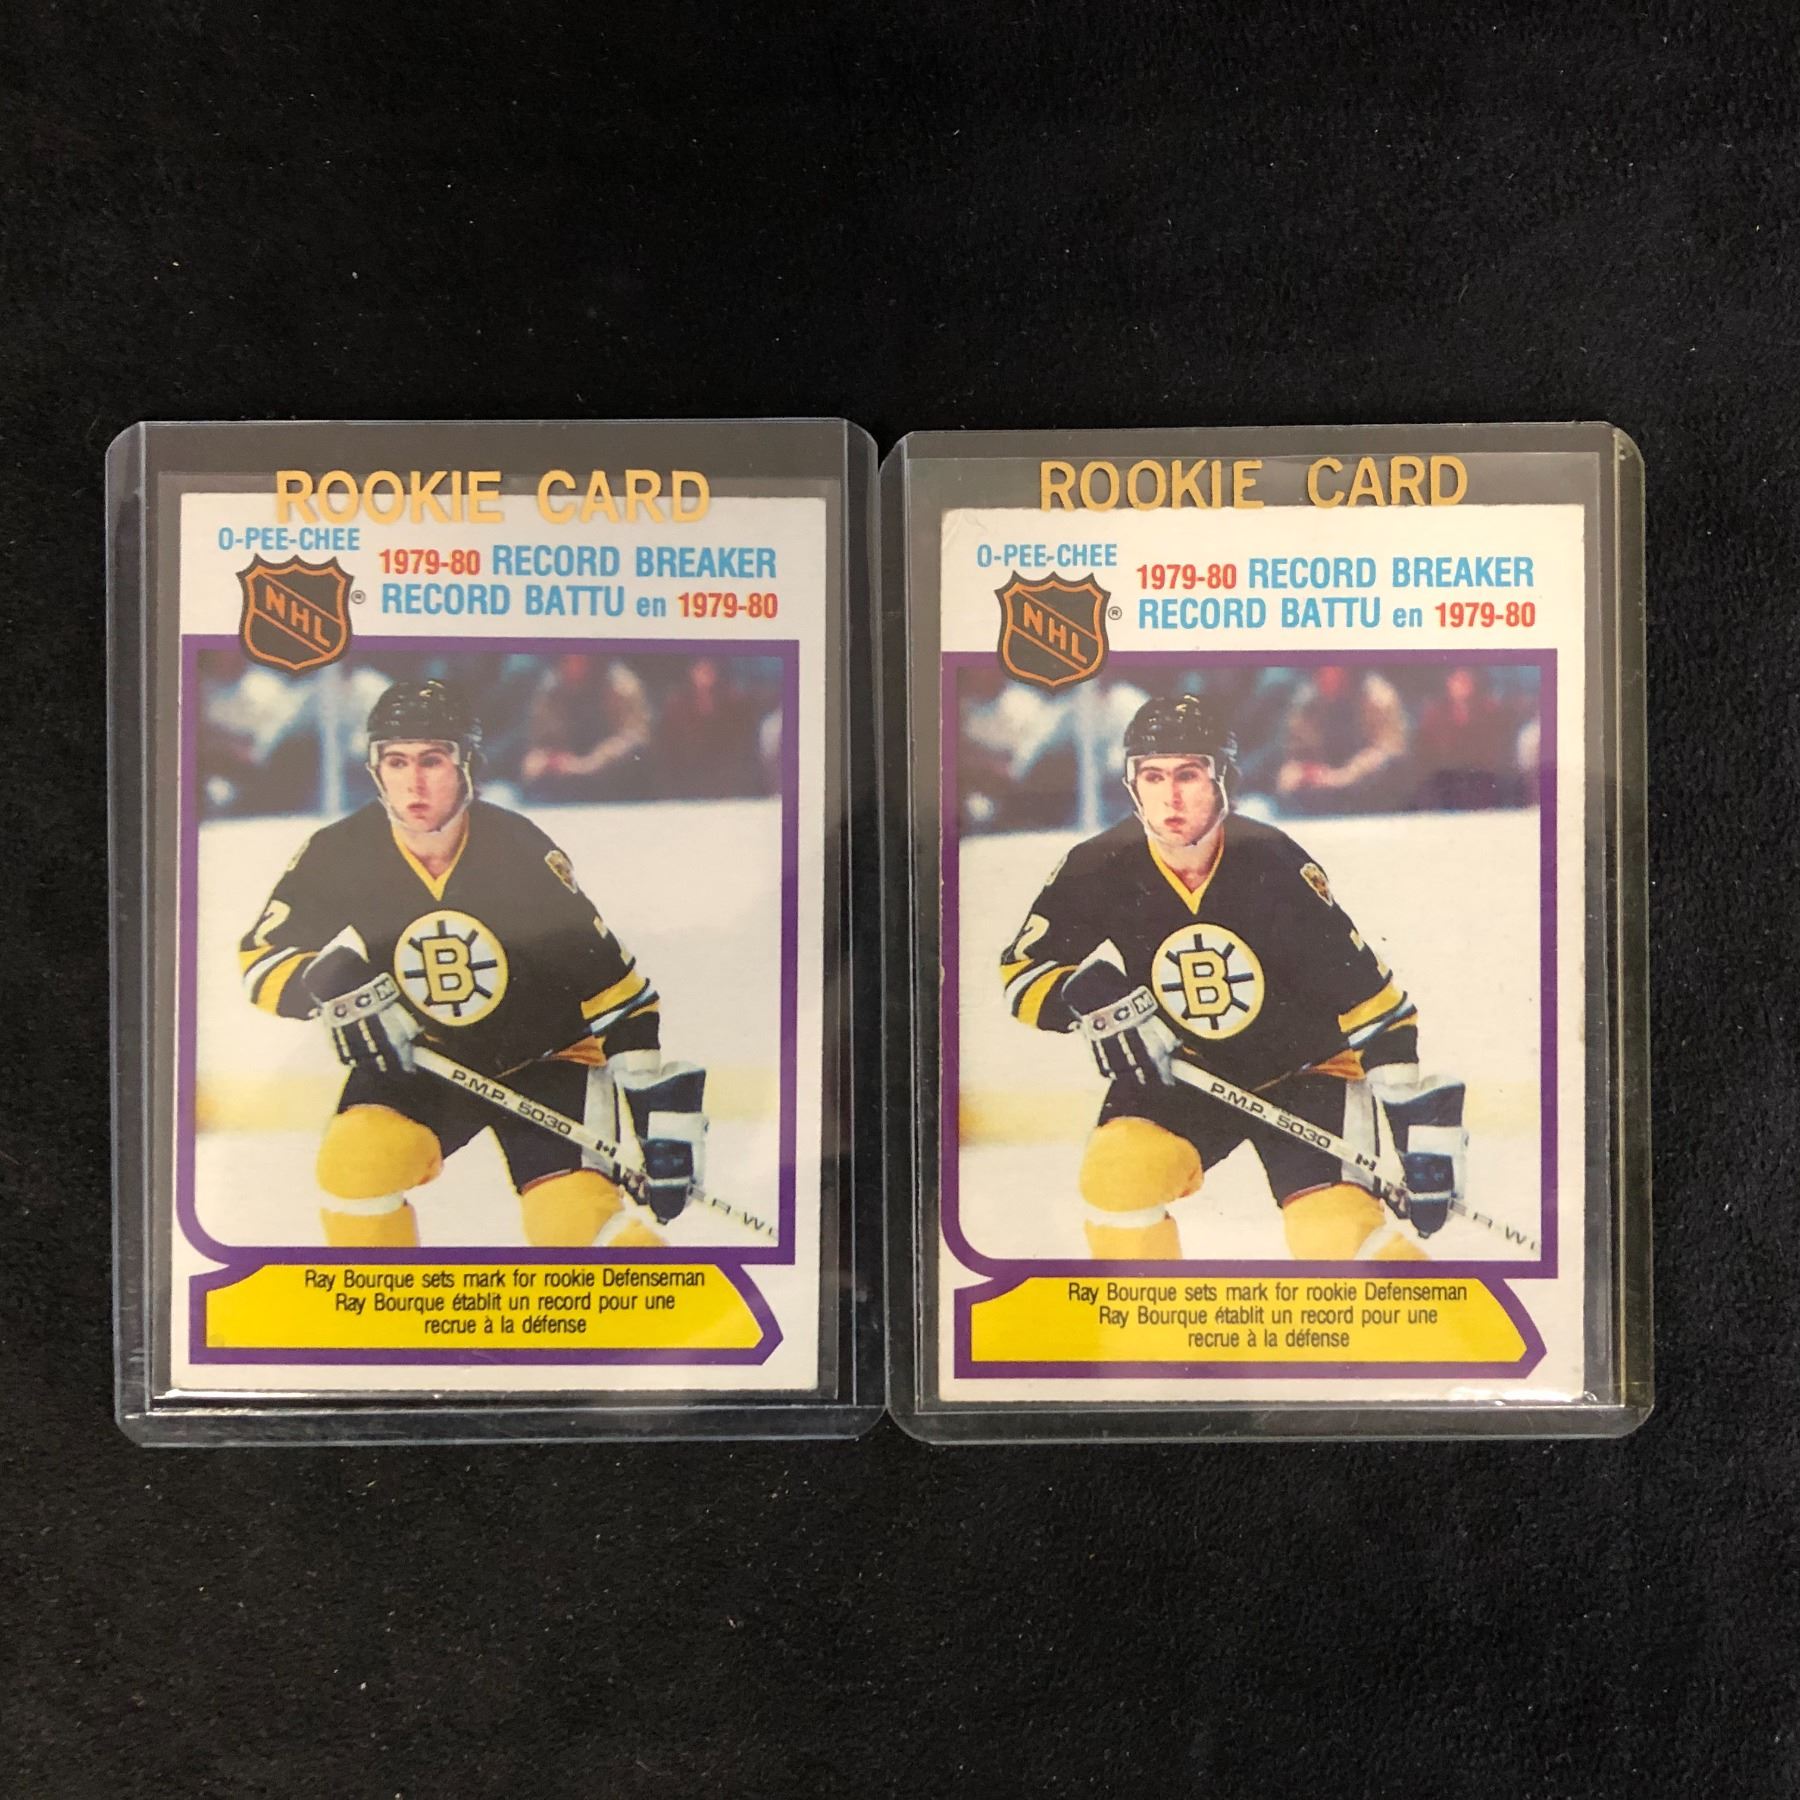 ROOKIE CARD
O-PEE-CHEE
1979-80 RECORD BREAKER
NHL ®
RECORD BATTU en 1979-80
7
B
CCM
P.M.P. 5030
Ray Bourque sets mark for rookie Defenseman
Ray Bourque établit un record pour une
recrue à la défense
ROOKIE CARD
O-PEE-CHEE
1979-80 RECORD BREAKER
NHL ®
RECORD BATTU en 1979-80
7
B
CCM
P.M.P. 5030
Ray Bourque sets mark for rookie Defenseman
Ray Bourque établit un record pour une
recrue à la défense